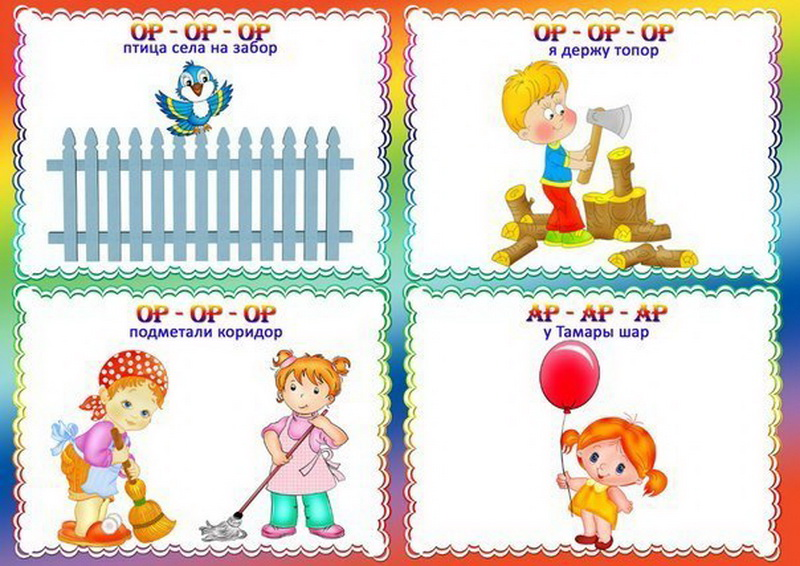 ОР - ОР - ОР
птица села на забор
ОР - ОР - ОР
я держу топор
ОР - ОР - ОР
подметали коридор
АР - АР - АР
у Тамары шар